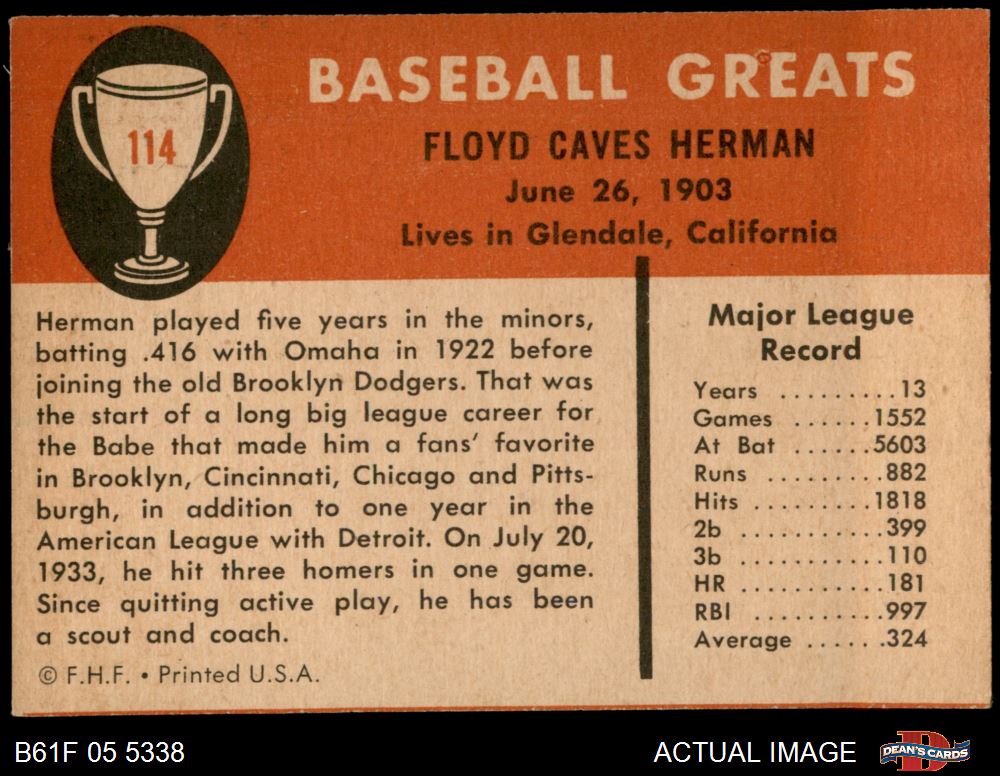 114
BASEBALL GREATS
FLOYD CAVES HERMAN
June 26, 1903
Lives in Glendale, California
Herman played five years in the minors,
batting .416 with Omaha in 1922 before
joining the old Brooklyn Dodgers. That was
the start of a long big league career for
the Babe that made him a fans' favorite
in Brooklyn, Cincinnati, Chicago and Pitts-
burgh, in addition to one year in the
American League with Detroit. On July 20,
1933, he hit three homers in one game.
Since quitting active play, he has been
a scout and coach.
© F.H.F. • Printed U.S.A.
Major League
Record
Years .........13
Games ......1552
At Bat ......5603
Runs ........882
Hits .........1818
2b ...........399
3b ...........110
HR ...........181
RBI ..........997
Average ......324
B61F 05 5338
ACTUAL IMAGE
D
DEAN'S CARDS